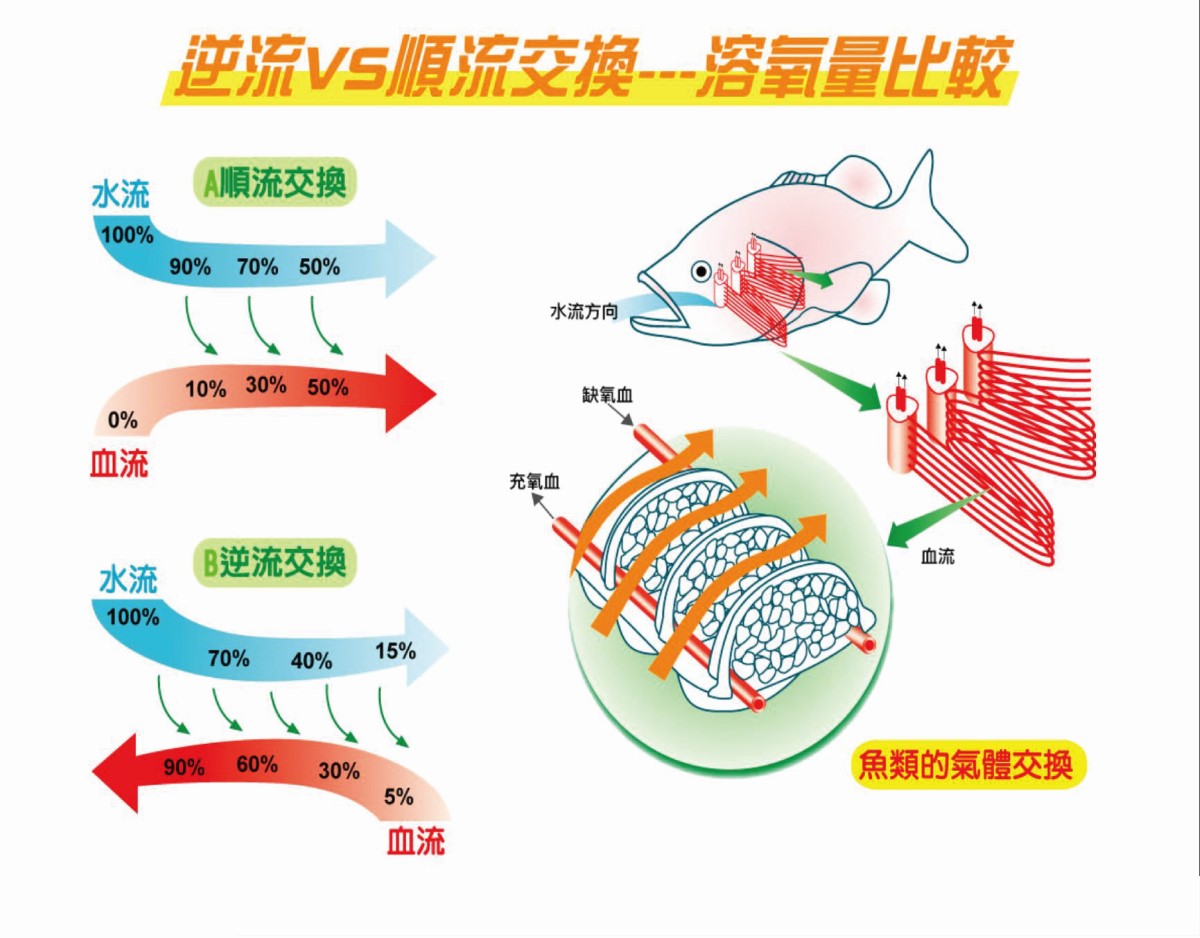 逆流VS順流交換---溶氧量比較
A順流交換
水流
100%
90% 70% 50%
10% 30% 50%
0%
血流
B逆流交換
水流
100%
70% 40% 15%
90% 60% 30%
5%
血流
水流方向
缺氧血
充氧血
血流
魚類的氣體交換